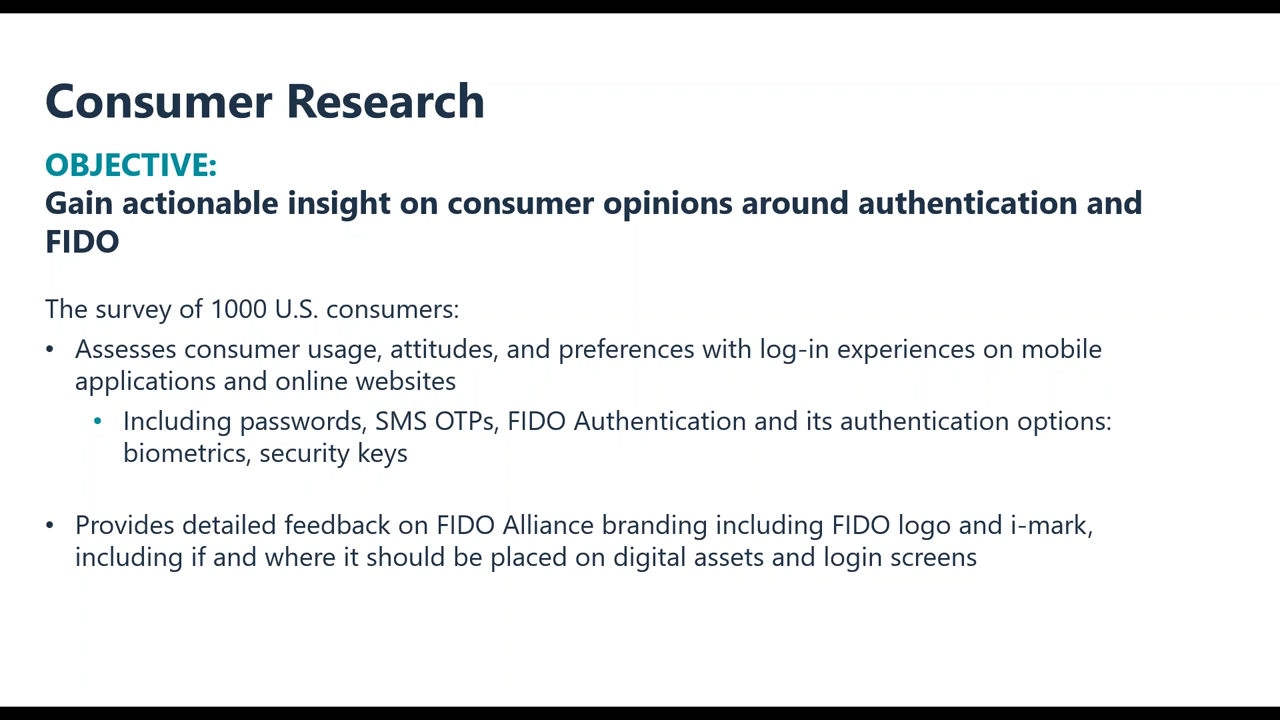 Consumer Research
OBJECTIVE:
Gain actionable insight on consumer opinions around authentication and
FIDO
The survey of 1000 U.S. consumers:
• Assesses consumer usage, attitudes, and preferences with log-in experiences on mobile
applications and online websites
• Including passwords, SMS OTPs, FIDO Authentication and its authentication options:
biometrics, security keys
• Provides detailed feedback on FIDO Alliance branding including FIDO logo and i-mark,
including if and where it should be placed on digital assets and login screens